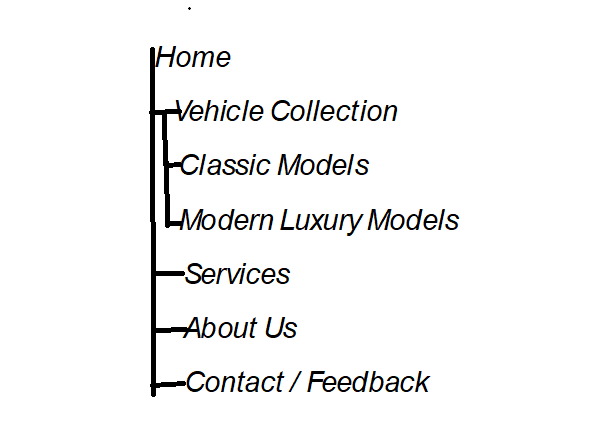 Home
Vehicle Collection
Classic Models
Modern Luxury Models
Services
About Us
Contact / Feedback